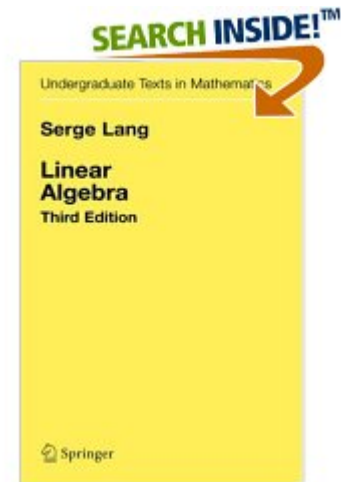 SEARCH INSIDE!™
Undergraduate Texts in Mathematics
Serge Lang
Linear
Algebra
Third Edition
Springer